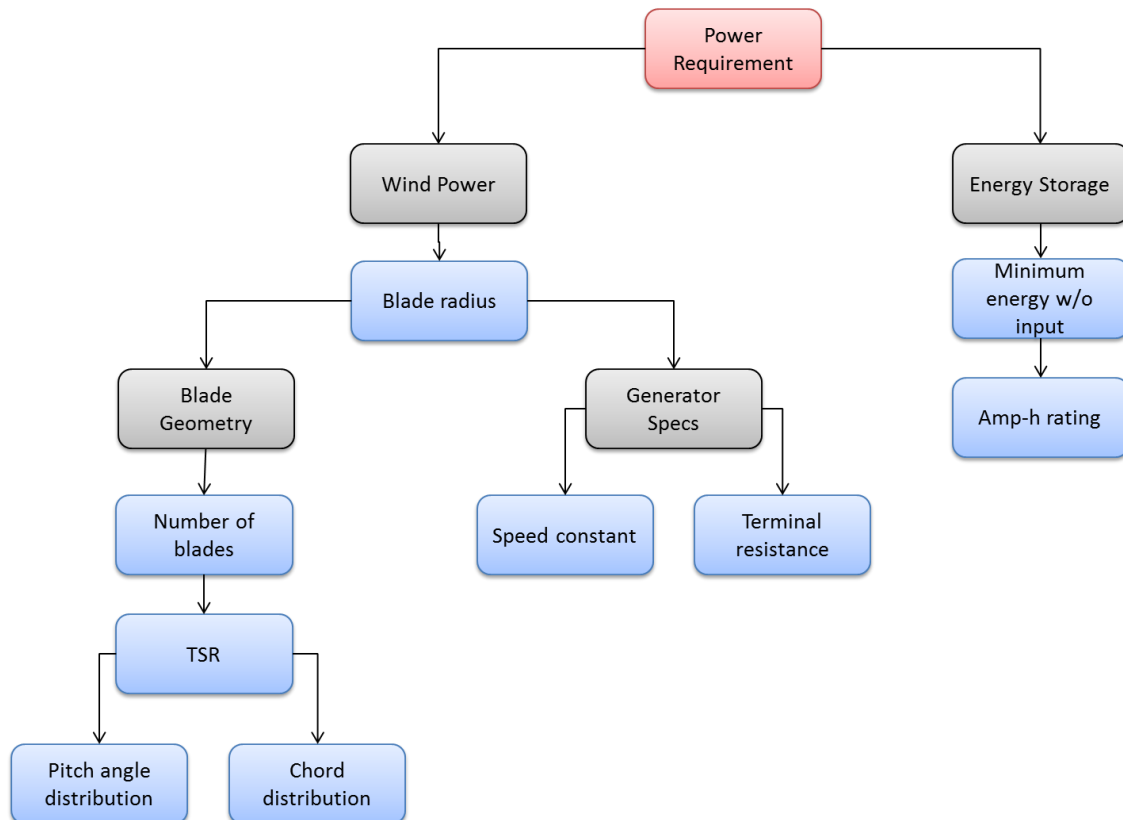 Power
Requirement
Wind Power
Energy Storage
Blade radius
Minimum
energy w/o
input
Blade
Geometry
Generator
Specs
Amp-h rating
Number of
blades
Speed constant
Terminal
resistance
TSR
Pitch angle
distribution
Chord
distribution